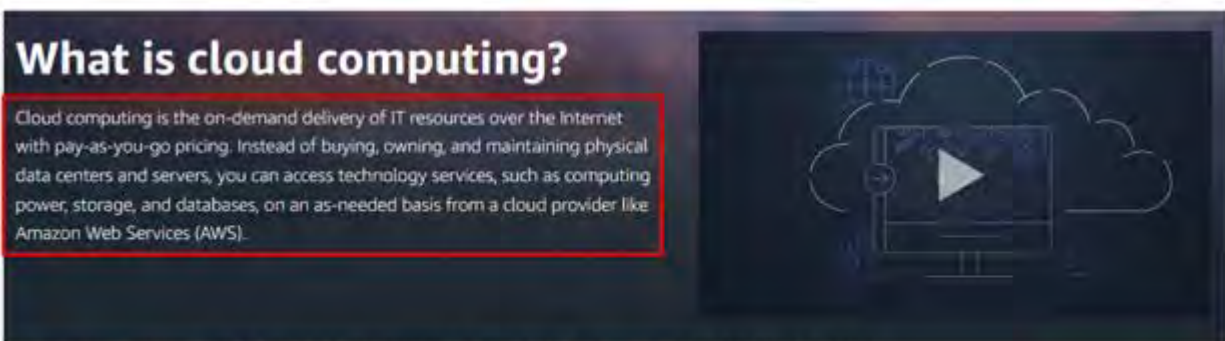 What is cloud computing?
Cloud computing is the on-demand delivery of IT resources over the Internet
with pay-as-you-go pricing. Instead of buying, owning, and maintaining physical
data centers and servers, you can access technology services, such as computing
power, storage, and databases, on an as-needed basis from a cloud provider like
Amazon Web Services (AWS).